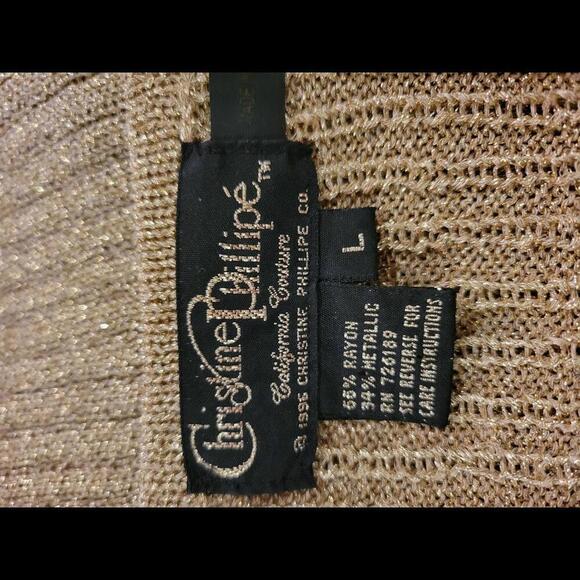 Christine Phillipé™
California Couture
© 1996 CHRISTINE PHILLIPE CO.
L
66% RAYON
34% METALLIC
RN 726189
SEE REVERSE FOR
CARE INSTRUCTIONS
MADE